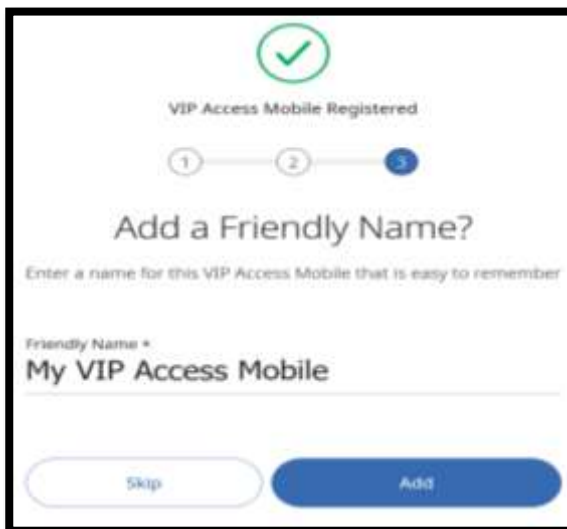 VIP Access Mobile Registered
1 2 3
Add a Friendly Name?
Enter a name for this VIP Access Mobile that is easy to remember
Friendly Name *
My VIP Access Mobile
Skip Add